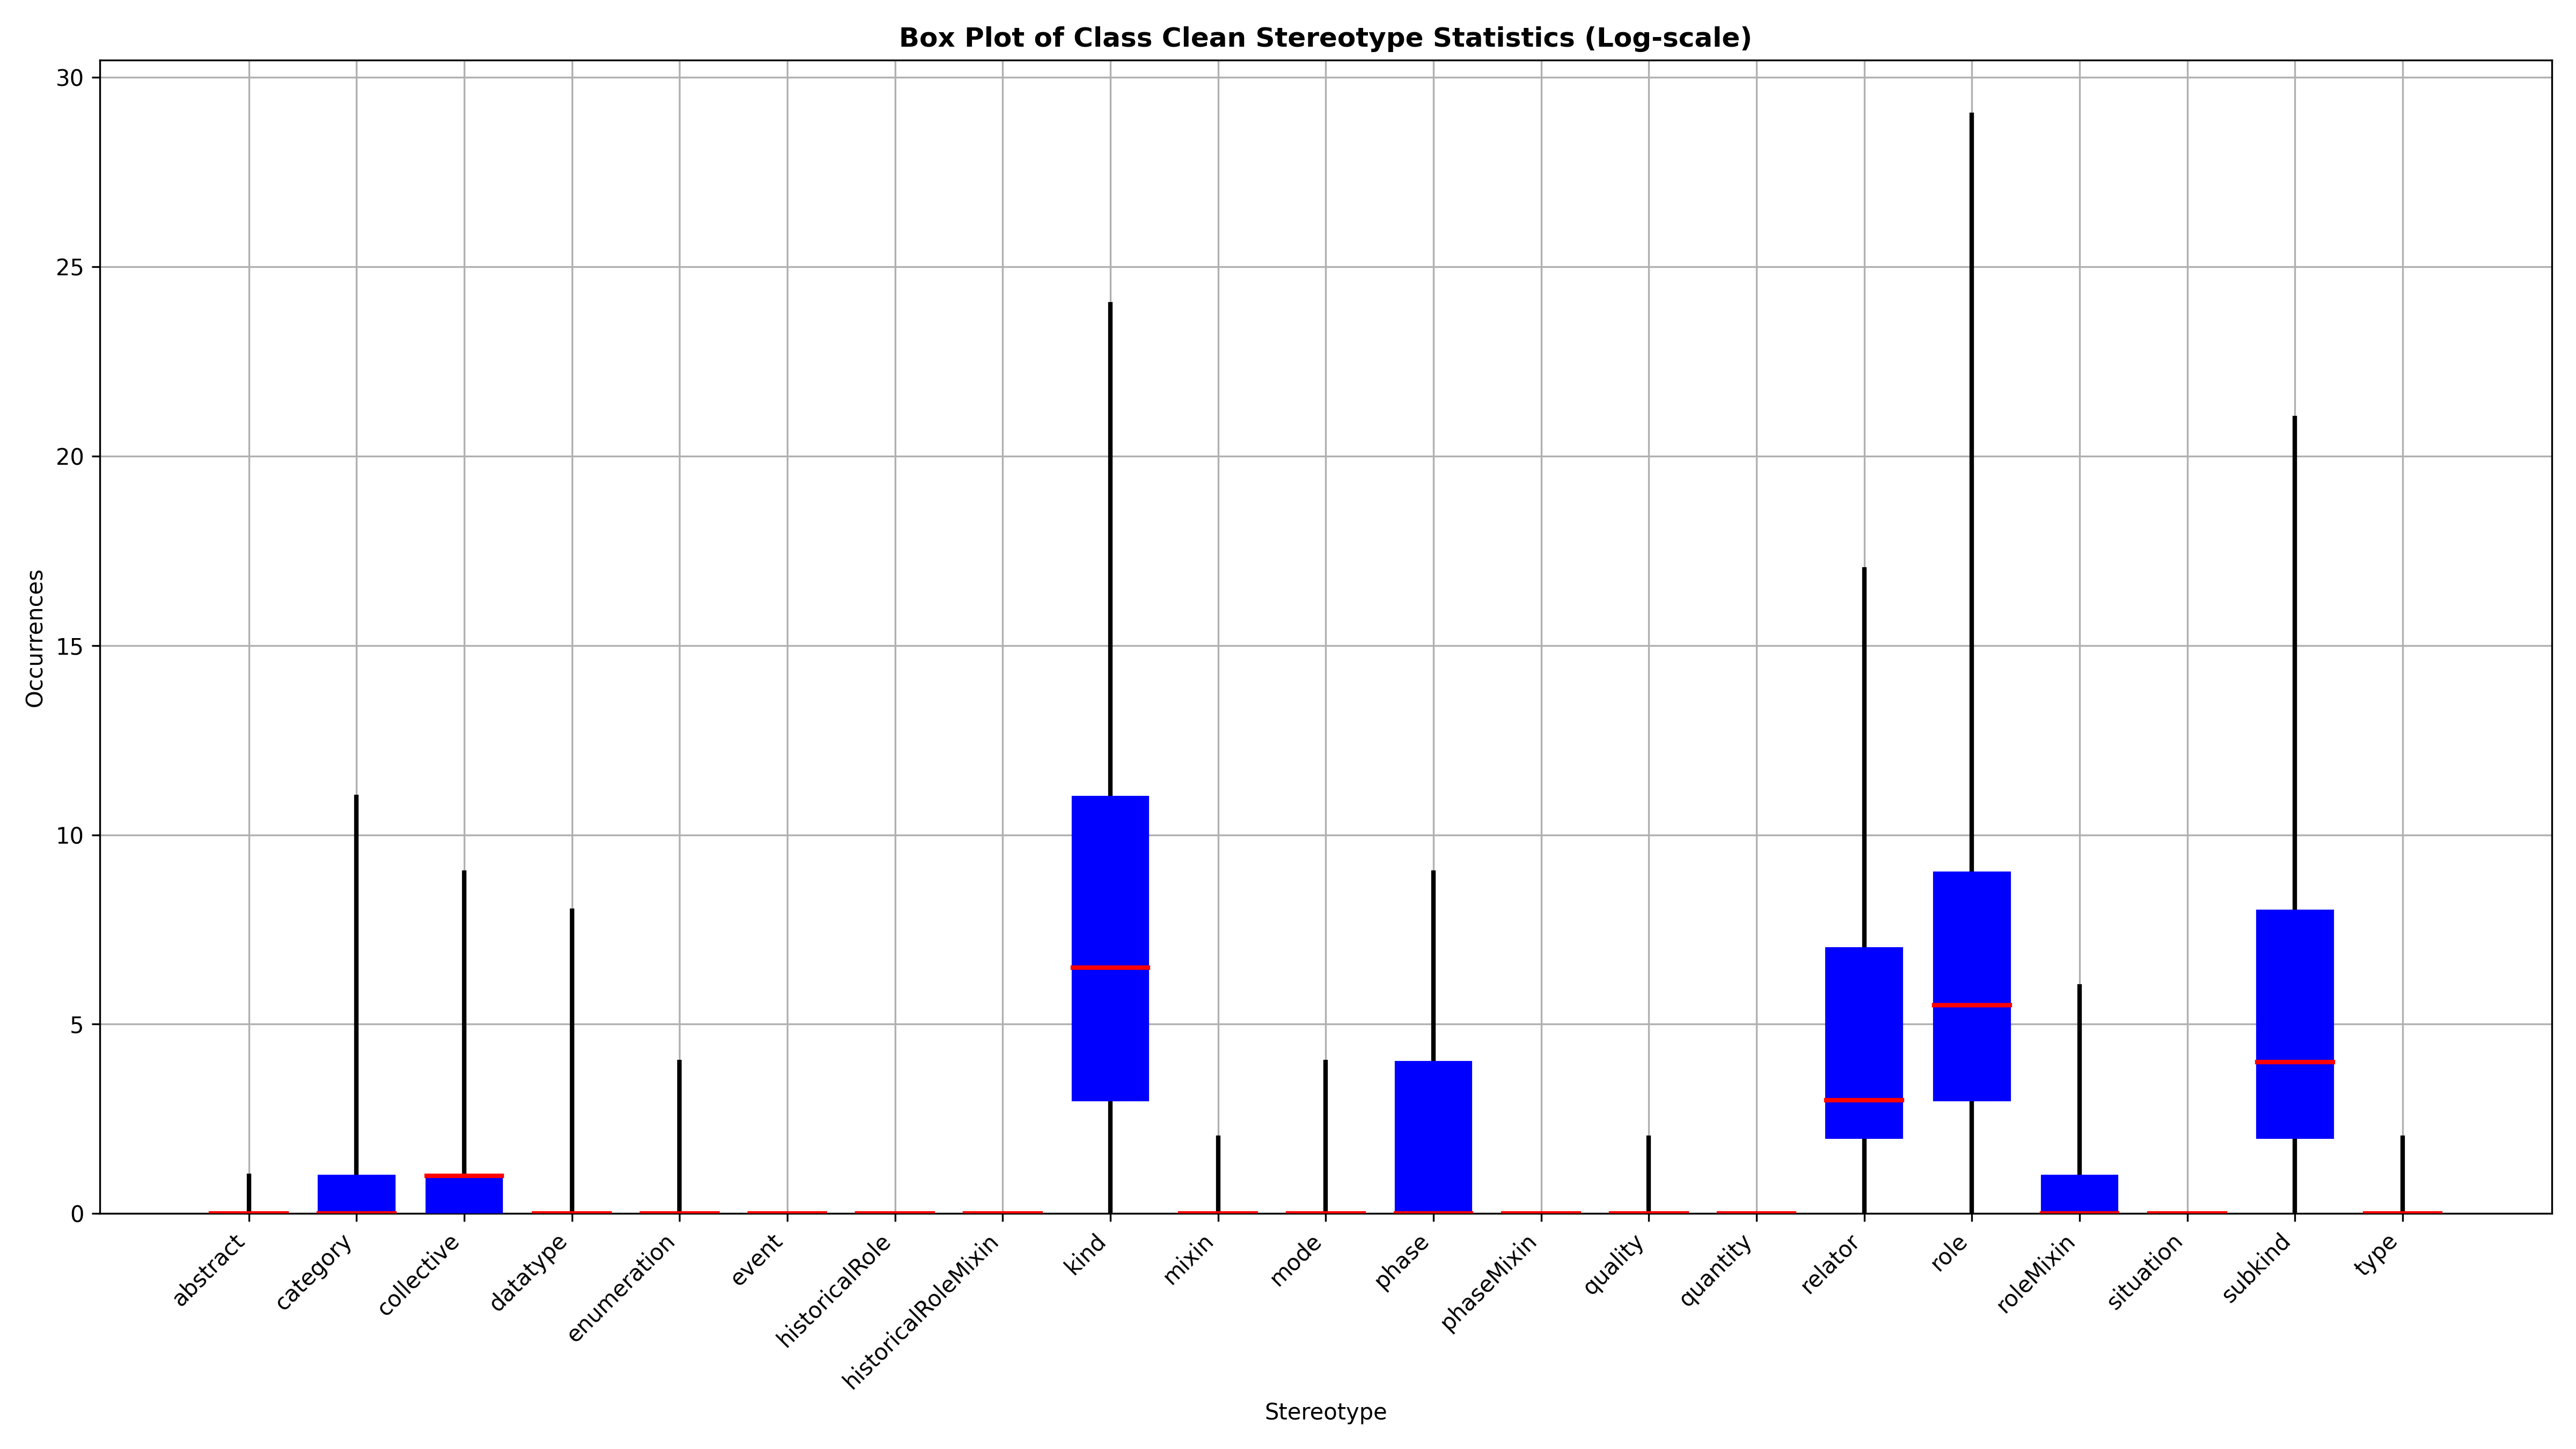 Box Plot of Class Clean Stereotype Statistics (Log-scale)
30
25
20
15
10
5
0
Occurrences
abstract
category
collective
datatype
enumeration
event
historicalRole
historicalRoleMixin
kind
mixin
mode
phase
phaseMixin
quality
quantity
relator
role
roleMixin
situation
subkind
type
Stereotype